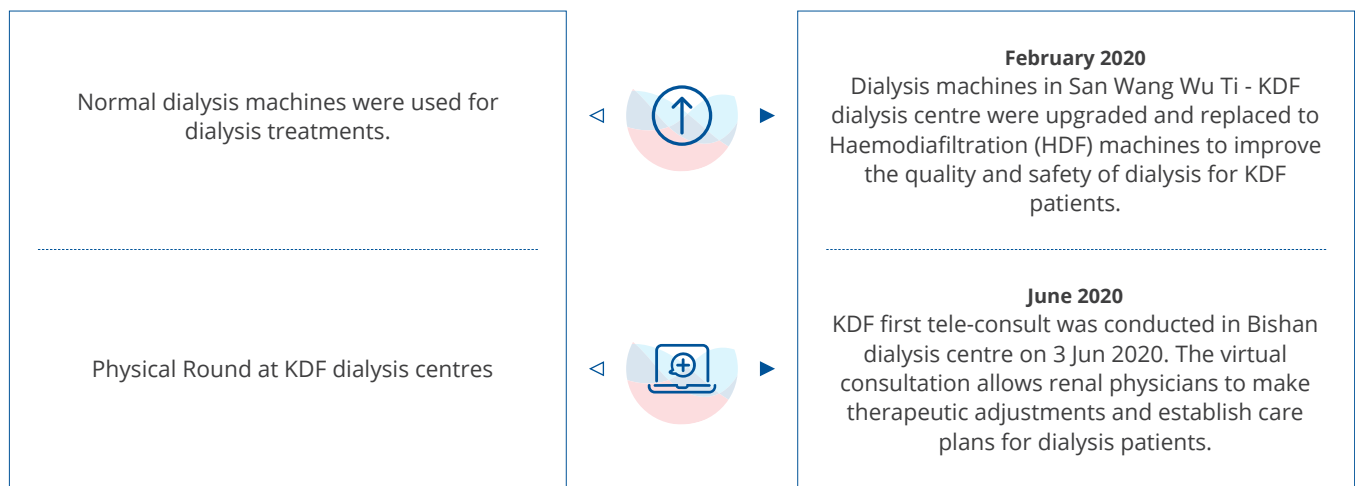 Normal dialysis machines were used for
dialysis treatments.
February 2020
Dialysis machines in San Wang Wu Ti - KDF
dialysis centre were upgraded and replaced to
Haemodiafiltration (HDF) machines to improve
the quality and safety of dialysis for KDF
patients.
Physical Round at KDF dialysis centres
June 2020
KDF first tele-consult was conducted in Bishan
dialysis centre on 3 Jun 2020. The virtual
consultation allows renal physicians to make
therapeutic adjustments and establish care
plans for dialysis patients.